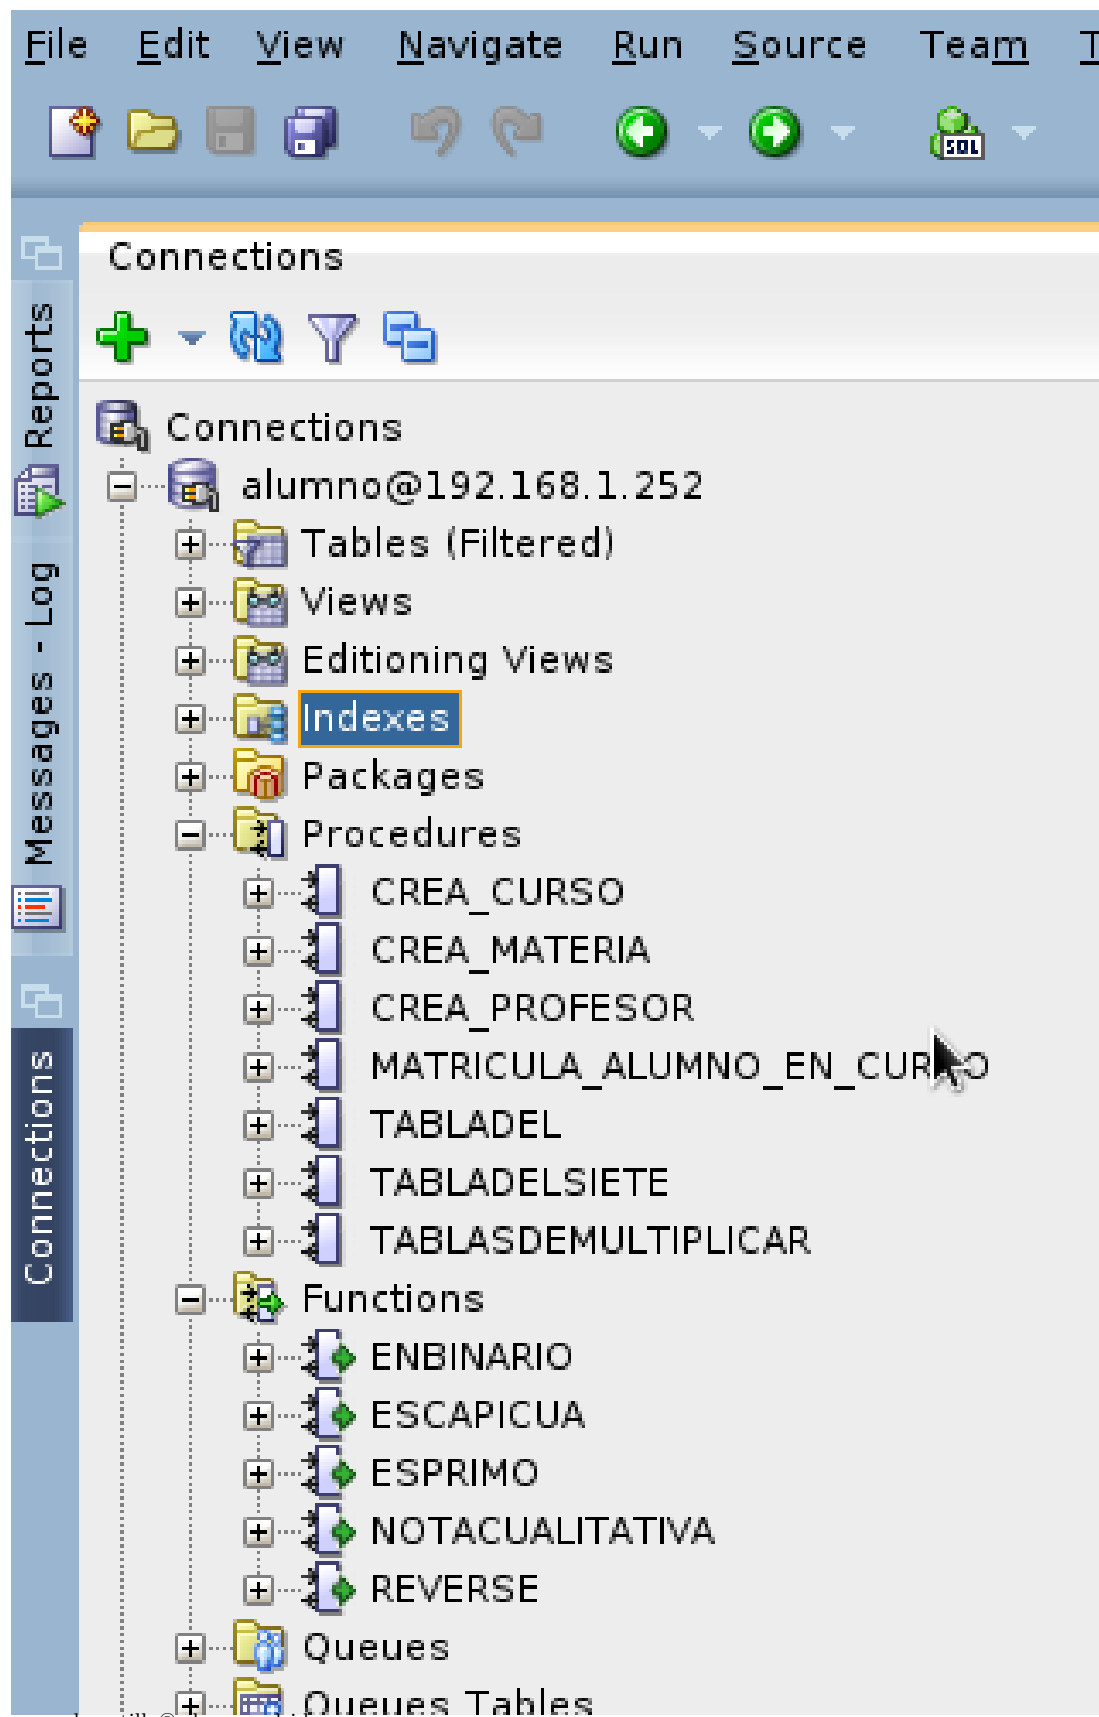 File Edit View Navigate Run Source Team
SQL
Connections
Reports
Messages - Log
Connections
Connections
alumno@192.168.1.252
Tables (Filtered)
Views
Editioning Views
Indexes
Packages
Procedures
CREA_CURSO
CREA_MATERIA
CREA_PROFESOR
MATRICULA_ALUMNO_EN_CURSO
TABLADEL
TABLADELSIETE
TABLASDEMULTIPLICAR
Functions
ENBINARIO
ESCAPICUA
ESPRIMO
NOTACUALITATIVA
REVERSE
Queues
Queues Tables